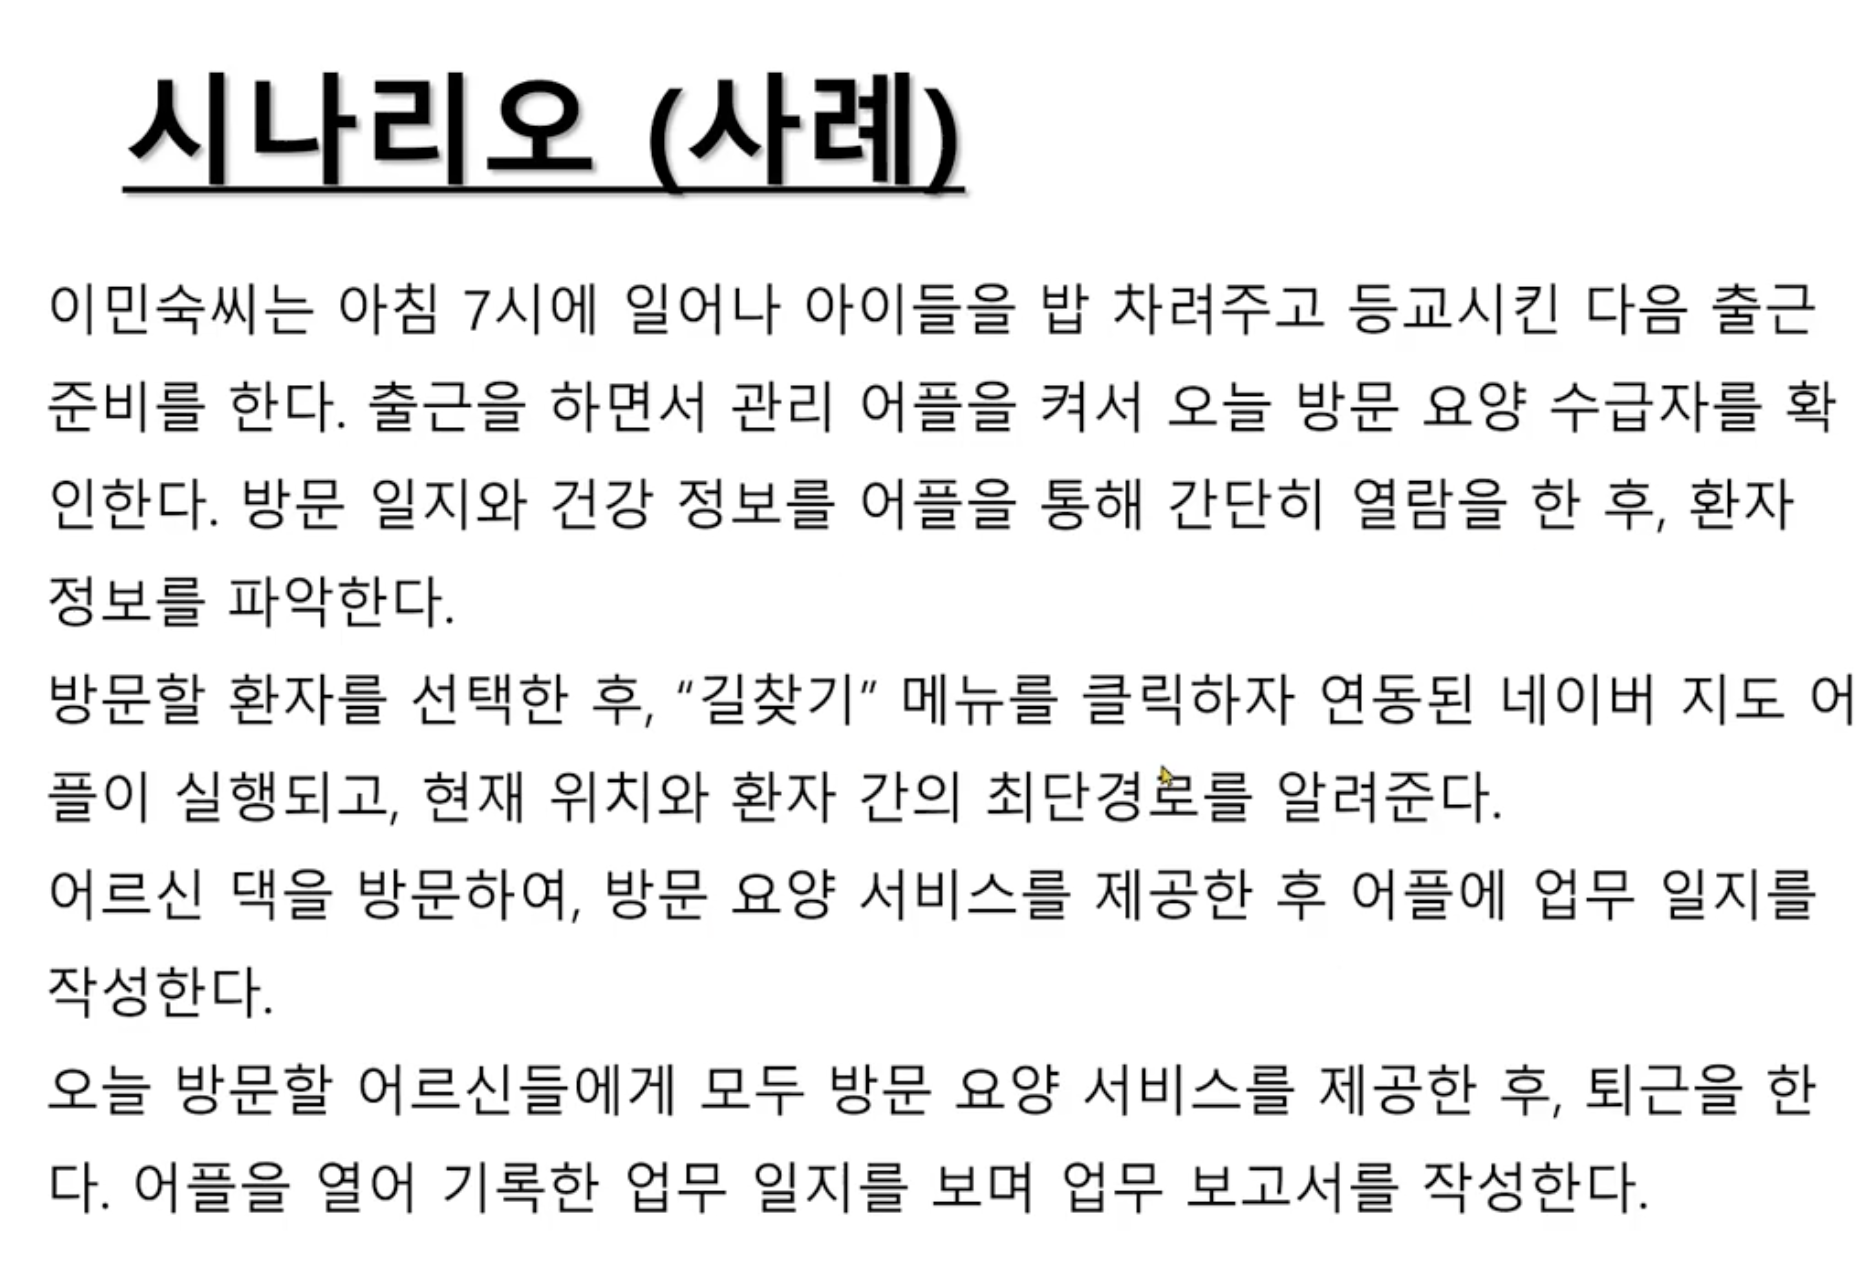 시나리오 (사례)
이민숙씨는 아침 7시에 일어나 아이들을 밥 차려주고 등교시킨 다음 출근
준비를 한다. 출근을 하면서 관리 어플을 켜서 오늘 방문 요양 수급자를 확
인한다. 방문 일지와 건강 정보를 어플을 통해 간단히 열람을 한 후, 환자
정보를 파악한다.
방문할 환자를 선택한 후, “길찾기” 메뉴를 클릭하자 연동된 네이버 지도 어
플이 실행되고, 현재 위치와 환자 간의 최단경로를 알려준다.
어르신 댁을 방문하여, 방문 요양 서비스를 제공한 후 어플에 업무 일지를
작성한다.
오늘 방문할 어르신들에게 모두 방문 요양 서비스를 제공한 후, 퇴근을 한
다. 어플을 열어 기록한 업무 일지를 보며 업무 보고서를 작성한다.